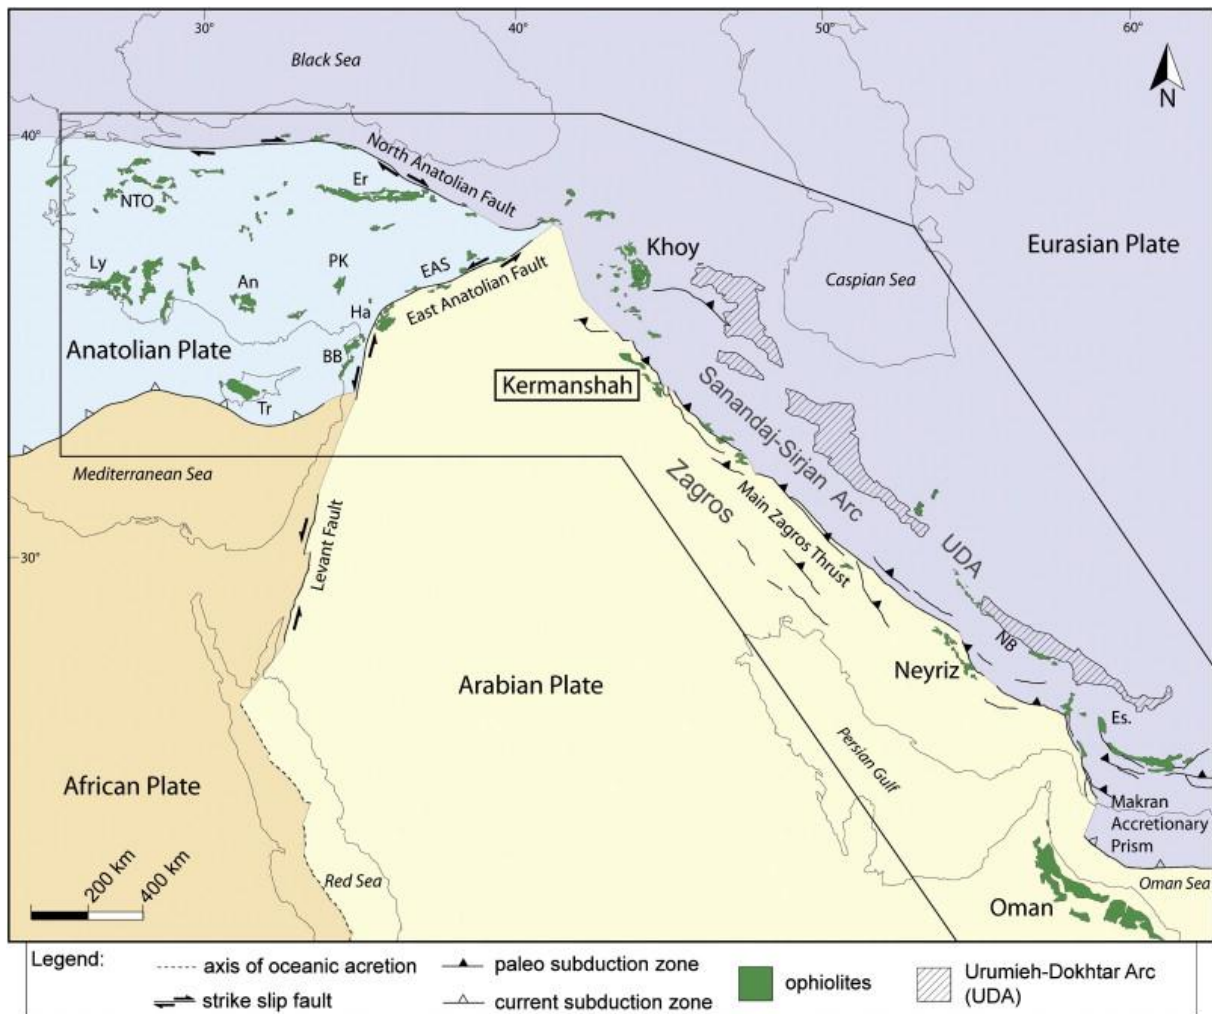 30°
40°
50°
60°
Black Sea
N
40°
North Anatolian Fault
Er
NTO
Khoy
Eurasian Plate
Ly
An
PK
EAS
East Anatolian Fault
Caspian Sea
Ha
Anatolian Plate
BB
Kermanshah
Tr
Sanandaj-Sirjan Arc
Mediterranean Sea
Zagros
Main Zagros Thrust
30°
Levant Fault
UDA
NB
Neyriz
Arabian Plate
Es.
Persian Gulf
African Plate
Makran
Accretionary
Prism
200 km
400 km
Red Sea
Oman Sea
Oman
Legend:
axis of oceanic acretion
strike slip fault
paleo subduction zone
current subduction zone
ophiolites
Urumieh-Dokhtar Arc
(UDA)